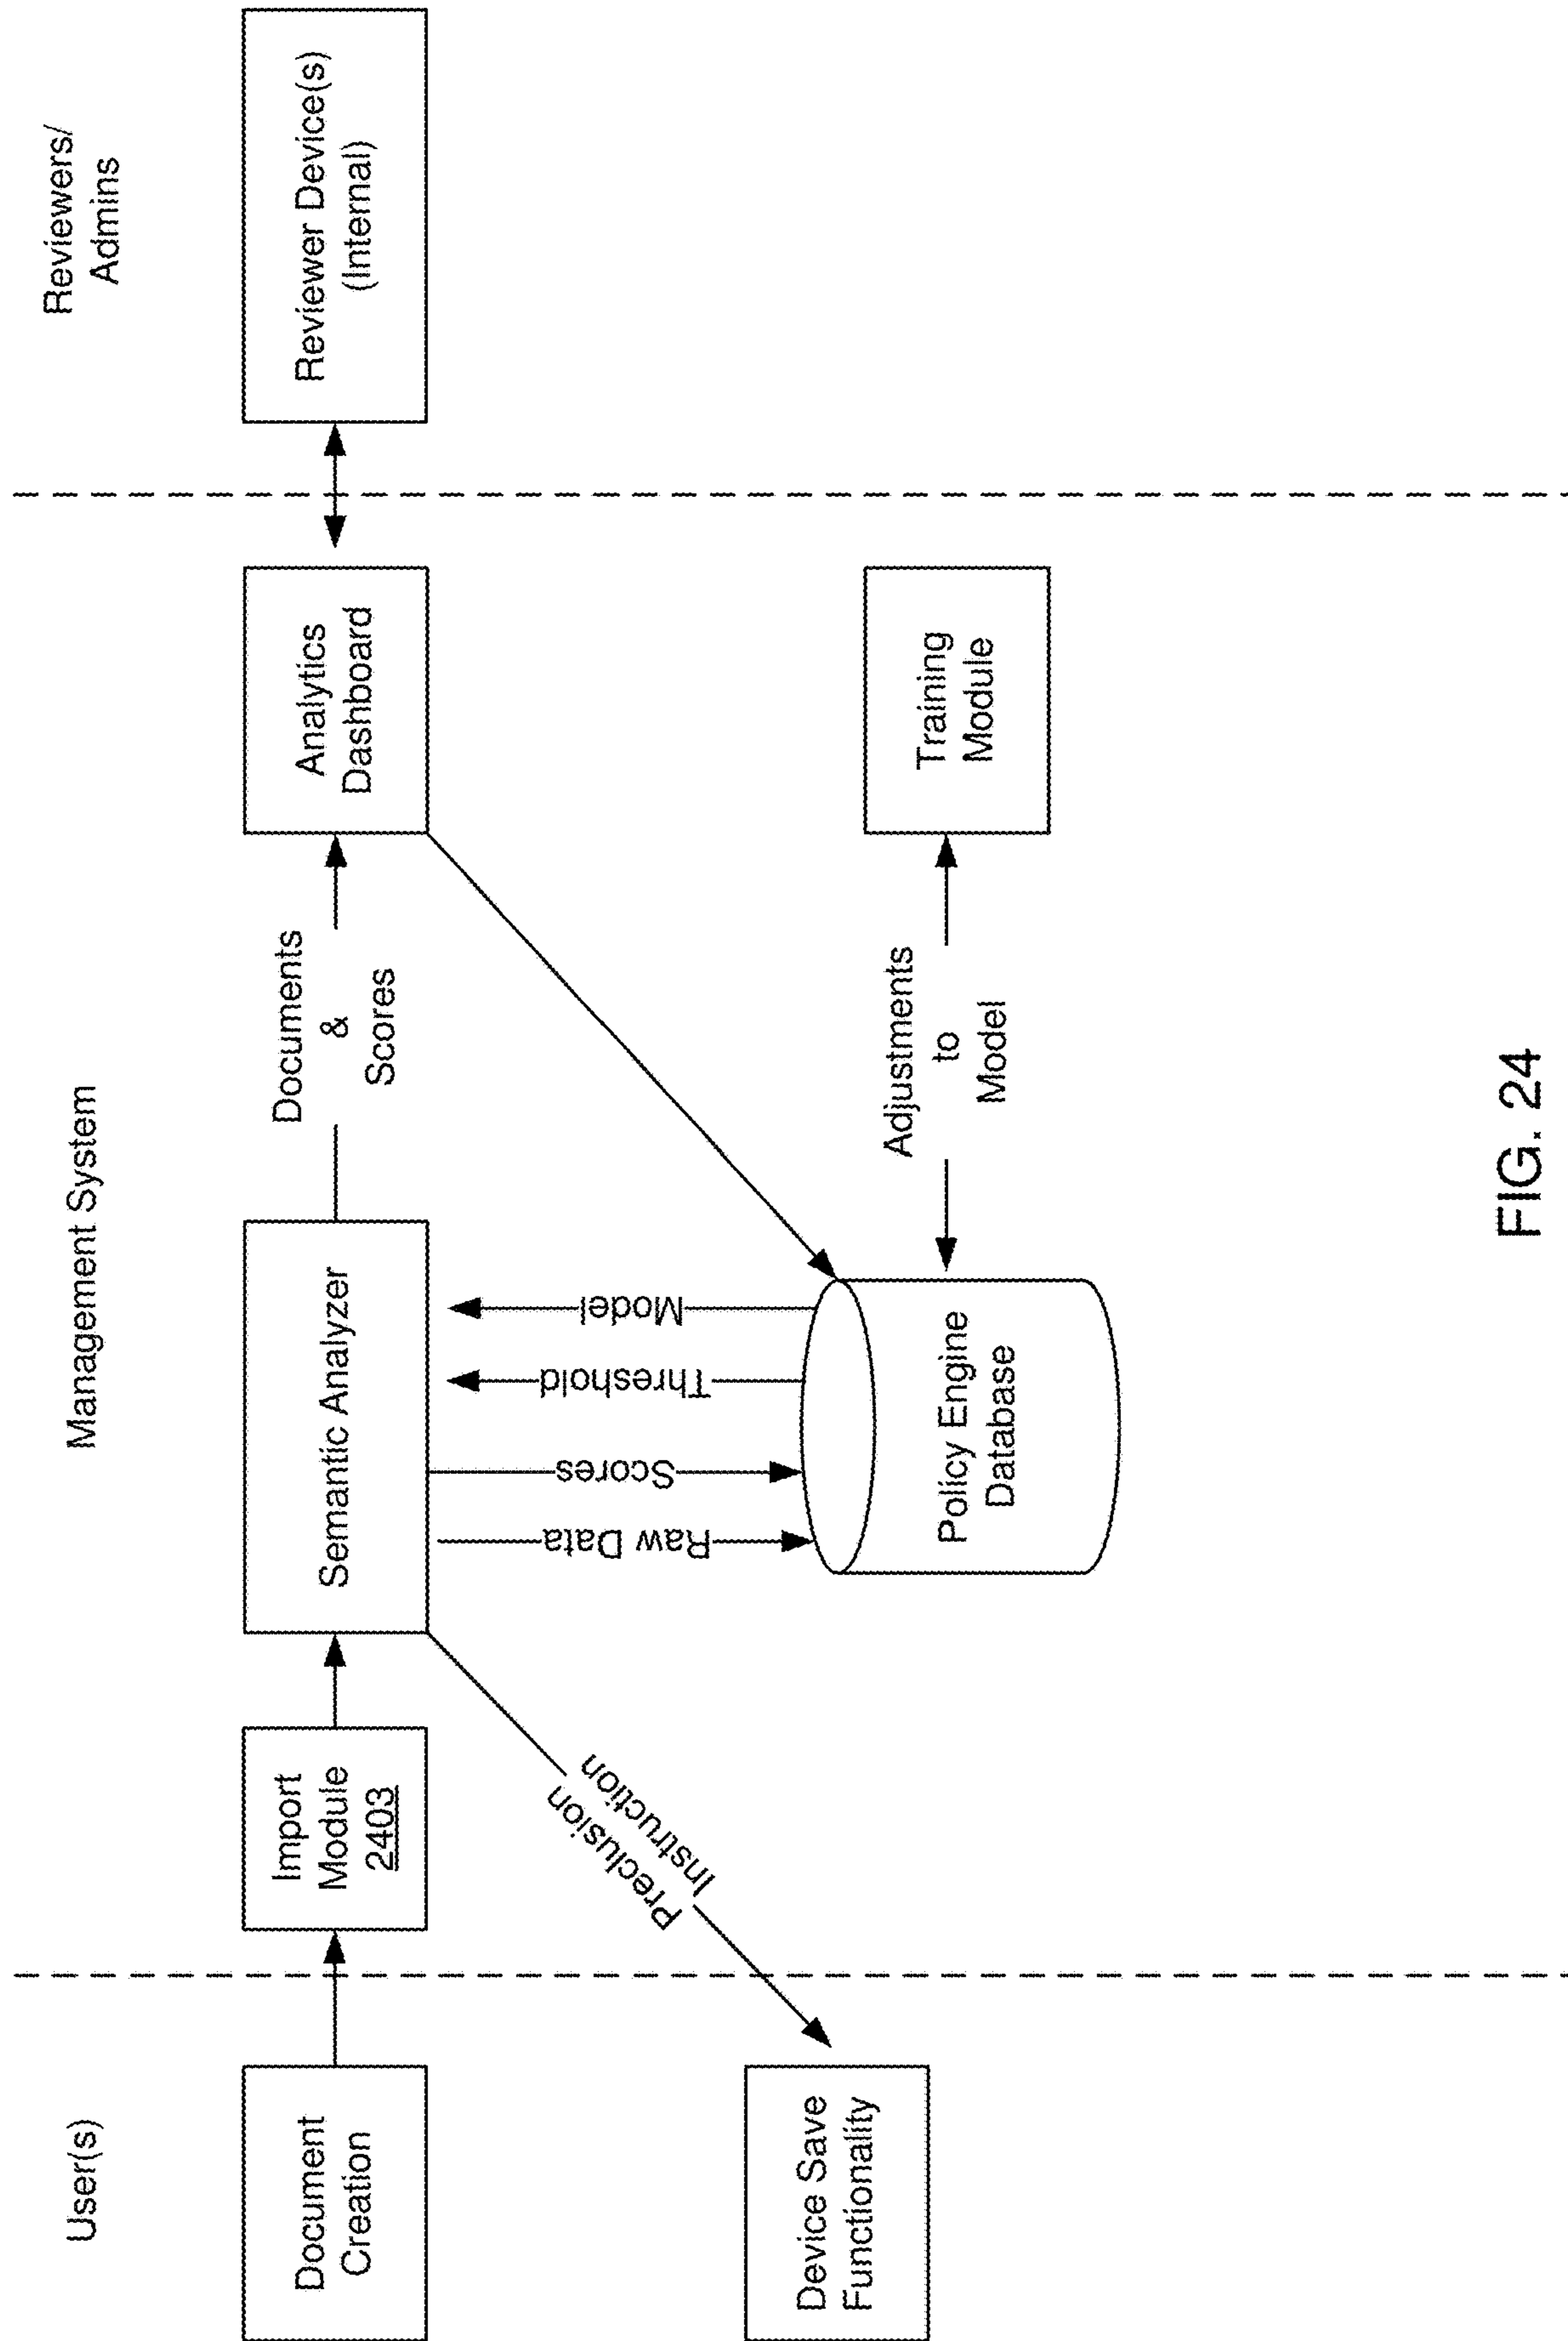 User(s)
Management System
Reviewers/
Admins
Document
Creation
Import
Module
2403
Semantic Analyzer
Documents
&
Scores
Analytics
Dashboard
Reviewer Device(s)
(Internal)
Preclusion
Instruction
Raw Data
Scores
Threshold
Model
Device Save
Functionality
Policy Engine
Database
Adjustments
to
Model
Training
Module
FIG. 24